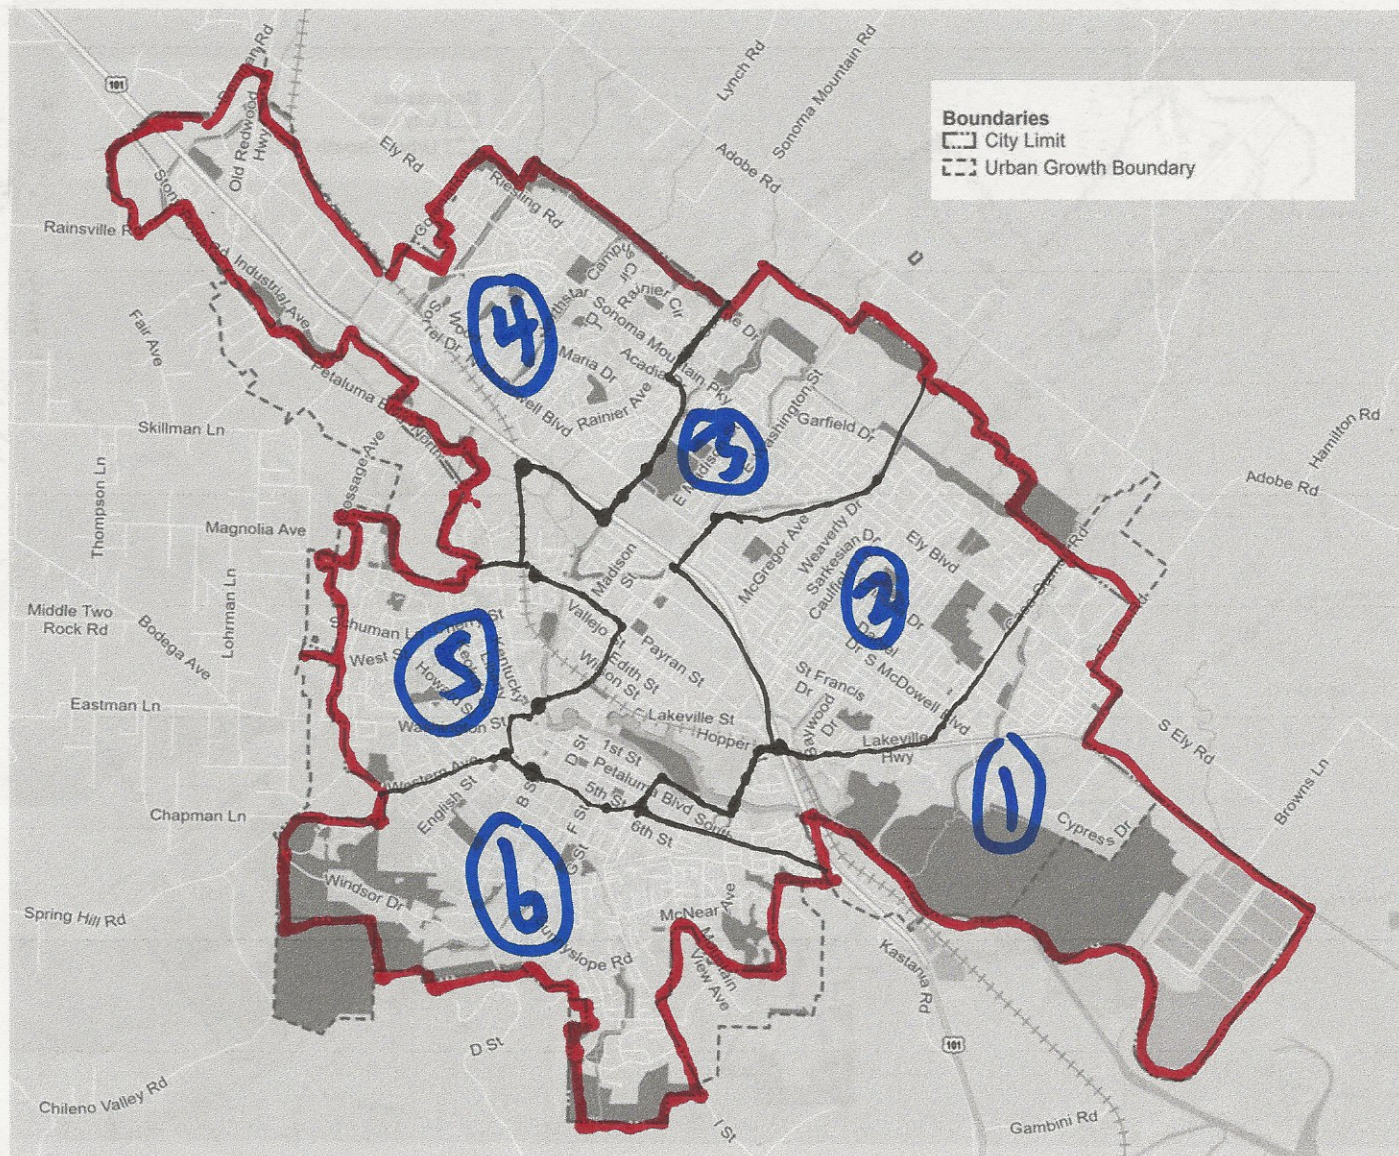 Boundaries
City Limit
Urban Growth Boundary
101
Old Redwood
Hwy
Ely Rd
Lynch Rd
Sonoma Mountain Rd
Adobe Rd
Riesling Rd
Rainsville
Industrial Ave
Campus
Cir
Rainier Cir
Sonoma Mountain Pky
4
Maria Dr
Acadia
Rainier Ave
Fair Ave
Petaluma
North
Skillman Ln
3
Garfield Dr
Hamilton Rd
Adobe Rd
Thompson Ln
Magnolia Ave
E Madison
Madison
St
McGregor Ave
Weaverly Dr
Sarkesian Dr
Ely Blvd
2
Middle Two
Rock Rd
Lohrman Ln
Bodega Ave
Schuman Ln
West St
5
Kentucky
Vallejo St
Payran St
Edith St
Wilson St
Dr
S McDowell Blvd
St Francis
Dr
Baywood
Dr
Eastman Ln
Washington St
Lakeville St
Hopper
Lakeville
Hwy
S Ely Rd
Western Ave
D St
1st St
Petaluma Blvd South
5th St
6th St
B St
F St
G St
English St
Chapman Ln
1
Cypress Dr
Browns Ln
6
Windsor Dr
Spring Hill Rd
McNear Ave
Mountain
View Ave
Sunnyslope Rd
Kastania Rd
D St
101
Chileno Valley Rd
I St
Gambini Rd